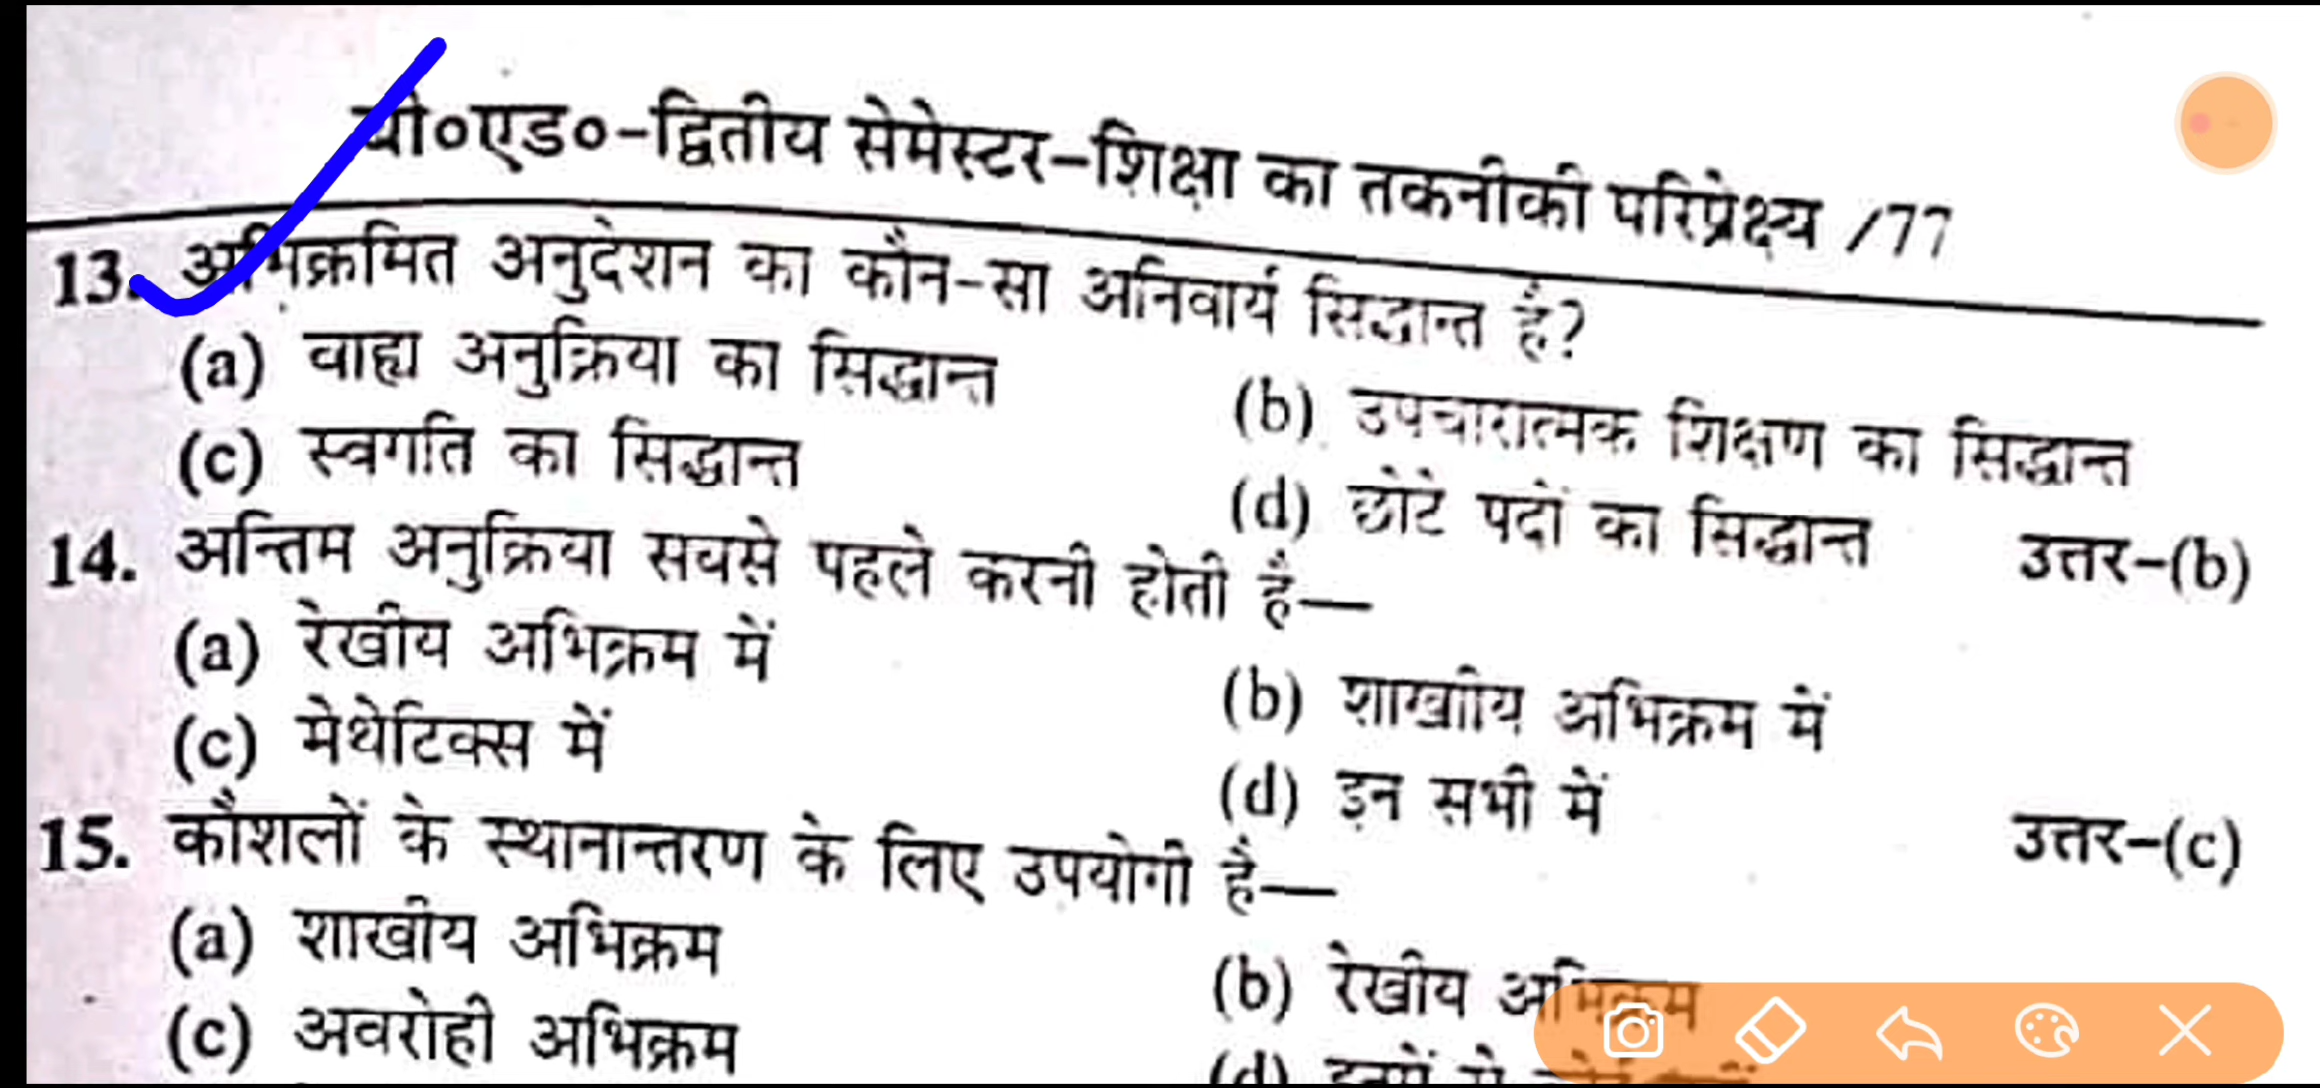 बी०एड०-द्वितीय सेमेस्टर-शिक्षा का तकनीकी परिप्रेक्ष्य /77
13. अभिक्रमित अनुदेशन का कौन-सा अनिवार्य सिद्धान्त है?
(a) वाह्य अनुक्रिया का सिद्धान्त
(b) उपचारात्मक शिक्षण का सिद्धान्त
(c) स्वगति का सिद्धान्त
(d) छोटे पदों का सिद्धान्त उत्तर-(b)
14. अन्तिम अनुक्रिया सबसे पहले करनी होती है—
(a) रेखीय अभिक्रम में
(b) शाखाीय अभिक्रम में
(c) मेथेटिक्स में
(d) इन सभी में उत्तर-(c)
15. कौशलों के स्थानान्तरण के लिए उपयोगी है—
(a) शाखीय अभिक्रम
(b) रेखीय अभिक्रम
(c) अवरोही अभिक्रम
(d) इनमें से कोई